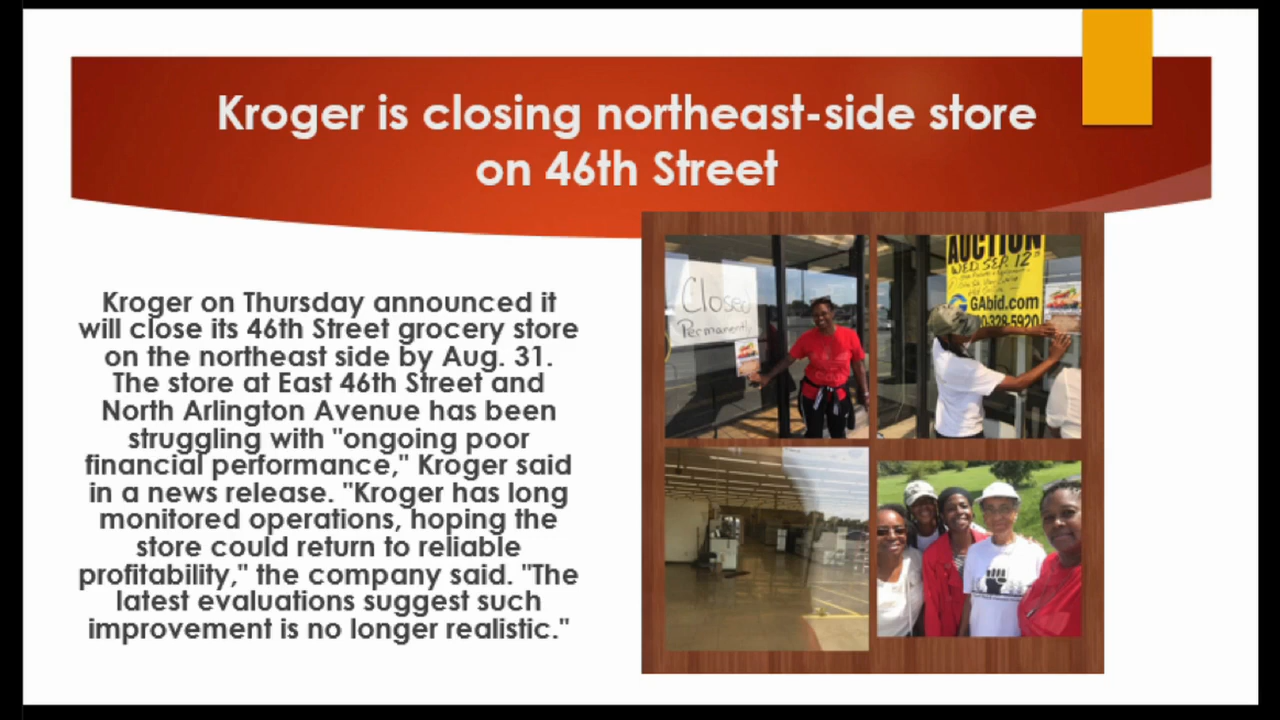 Kroger is closing northeast-side store
on 46th Street
Kroger on Thursday announced it
will close its 46th Street grocery store
on the northeast side by Aug. 31.
The store at East 46th Street and
North Arlington Avenue has been
struggling with "ongoing poor
financial performance," Kroger said
in a news release. "Kroger has long
monitored operations, hoping the
store could return to reliable
profitability," the company said. "The
latest evaluations suggest such
improvement is no longer realistic."
Closed
Permanently
AUCTION
WED SEP. 12th
GAbid.com
0-328-5920